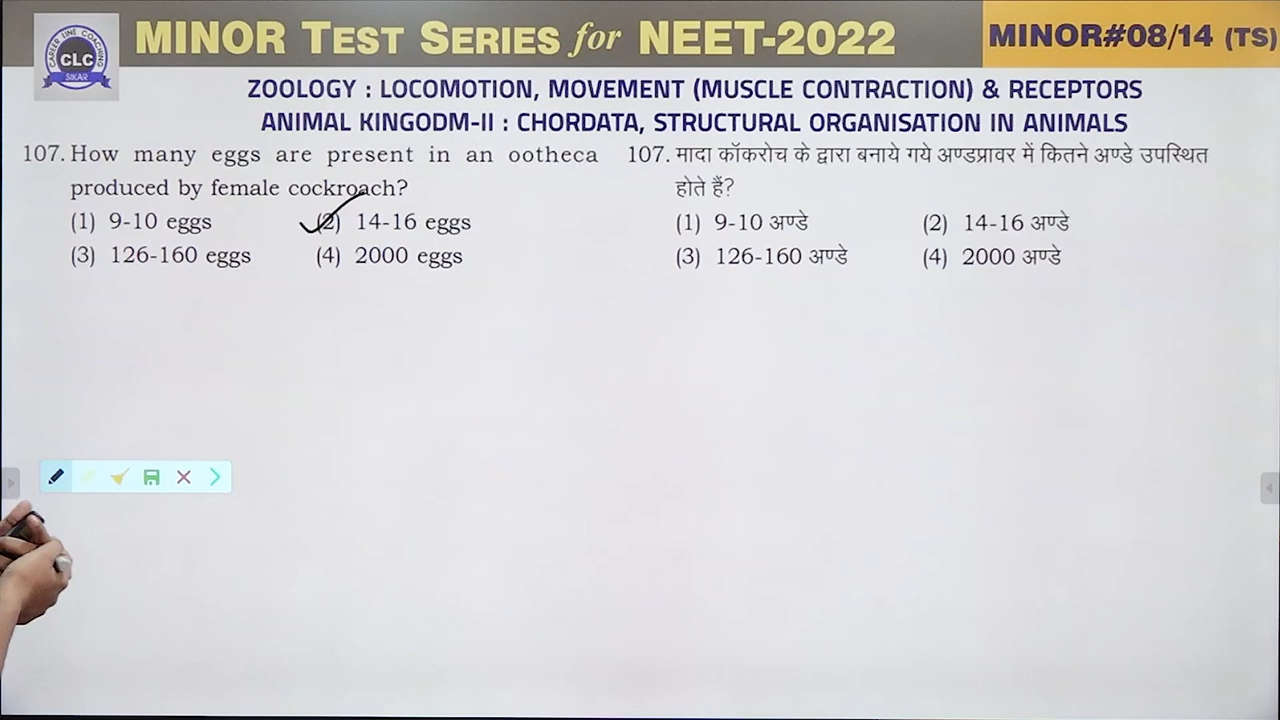 CAREER LINE COACHING
CLC
SIKAR
MINOR TEST SERIES for NEET-2022
MINOR#08/14 (TS)
ZOOLOGY : LOCOMOTION, MOVEMENT (MUSCLE CONTRACTION) & RECEPTORS
ANIMAL KINGODM-II : CHORDATA, STRUCTURAL ORGANISATION IN ANIMALS
107. How many eggs are present in an ootheca
produced by female cockroach?
(1) 9-10 eggs (2) 14-16 eggs
(3) 126-160 eggs (4) 2000 eggs
107. मादा कॉकरोच के द्वारा बनाये गये अण्डप्रावर में कितने अण्डे उपस्थित
होते हैं?
(1) 9-10 अण्डे (2) 14-16 अण्डे
(3) 126-160 अण्डे (4) 2000 अण्डे